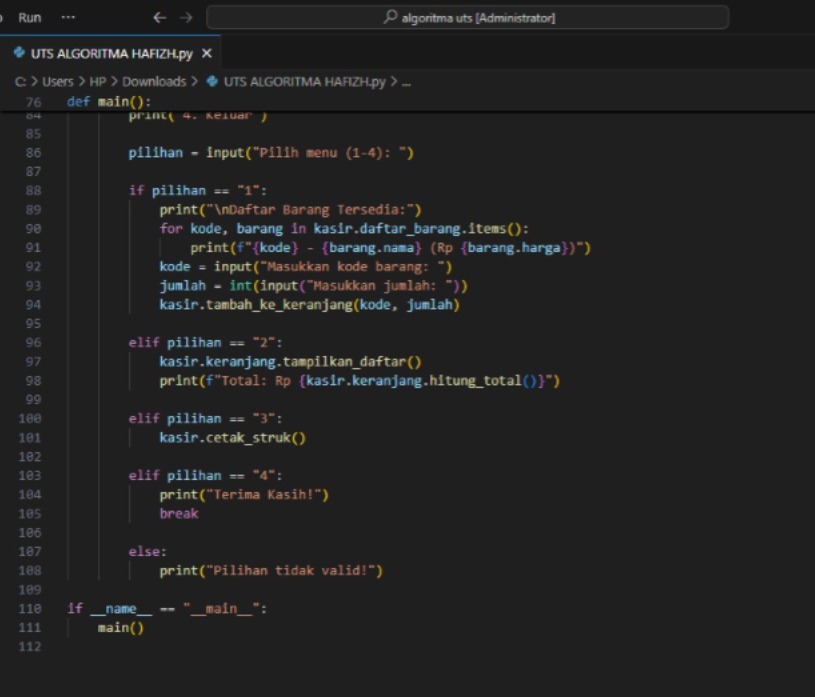 Run ···
algoritma uts [Administrator]
UTS ALGORITMA HAFIZH.py
C: > Users > HP > Downloads > UTS ALGORITMA HAFIZH.py > ...
76 def main():
84 print( "4. Keluar")
85
86 pilihan = input("Pilih menu (1-4): ")
87
88 if pilihan == "1":
89 print("\nDaftar Barang Tersedia:")
90 for kode, barang in kasir.daftar_barang.items():
91 print(f"{kode} - {barang.nama} (Rp {barang.harga})")
92 kode = input("Masukkan kode barang: ")
93 jumlah = int(input("Masukkan jumlah: "))
94 kasir.tambah_ke_keranjang(kode, jumlah)
95
96 elif pilihan == "2":
97 kasir.keranjang.tampilkan_daftar()
98 print(f"Total: Rp {kasir.keranjang.hitung_total()}")
99
100 elif pilihan == "3":
101 kasir.cetak_struk()
102
103 elif pilihan == "4":
104 print("Terima Kasih!")
105 break
106
107 else:
108 print("Pilihan tidak valid!")
109
110 if __name__ == "__main__":
111 main()
112